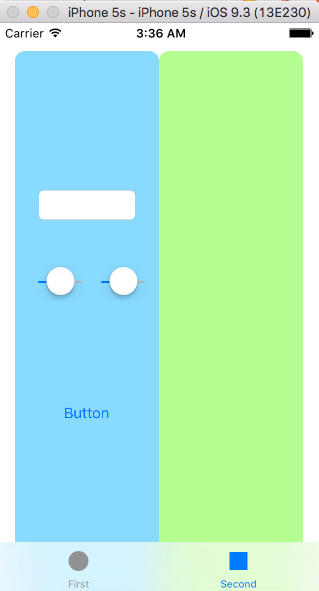 iPhone 5s - iPhone 5s / iOS 9.3 (13E230)
Carrier 3:36 AM
Button
First Second